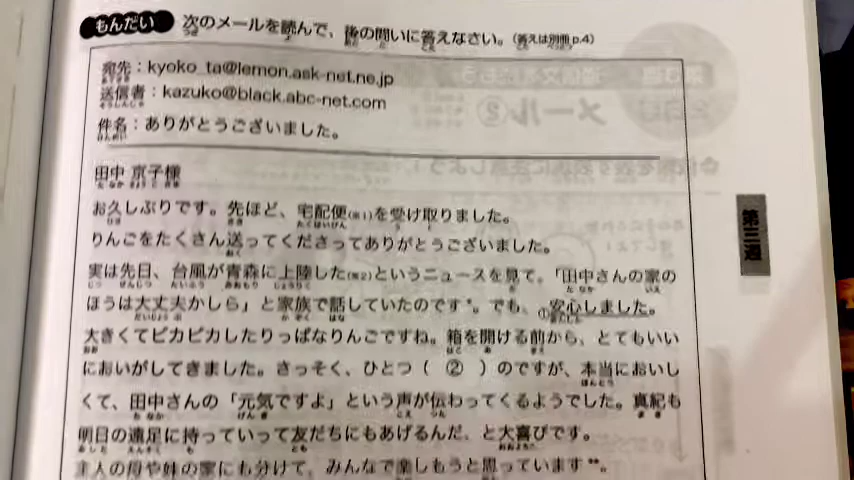 もんだい 次のメールを読んで、後の問いに答えなさい。(答えは別冊p.4)
宛先：kyoko_ta@lemon.ask-net.ne.jp
送信者：kazuko@black.abc-net.com
件名：ありがとうございました。
田中 京子様
お久しぶりです。先ほど、宅配便(※1)を受け取りました。
りんごをたくさん送ってくださってありがとうございました。
実は先日、台風が青森に上陸した(※2)というニュースを見て、「田中さんの家の
ほうは大丈夫かしら」と家族で話していたのです*。でも、①安心しました。
大きくてピカピカしたりっぱなりんごですね。箱を開ける前から、とてもいい
においがしてきました。さっそく、ひとつ（ ② ）のですが、本当においし
くて、田中さんの「元気ですよ」という声が伝わってくるようでした。真紀も
明日の遠足に持っていって友だちにもあげるんだ、と大喜びです。
主人の母や妹の家にも分けて、みんなで楽しもうと思っています**。
第三週